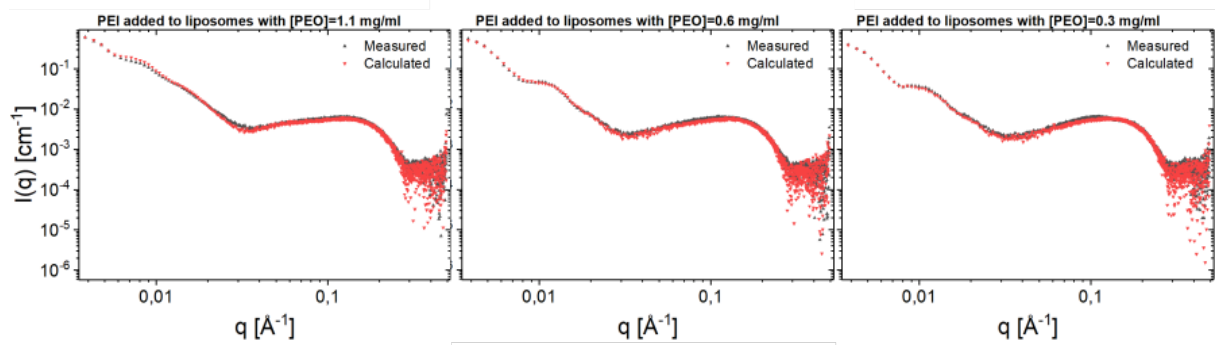 PEI added to liposomes with [PEO]=1.1 mg/ml
PEI added to liposomes with [PEO]=0.6 mg/ml
PEI added to liposomes with [PEO]=0.3 mg/ml
Measured
Calculated
Measured
Calculated
Measured
Calculated
I(q) [cm⁻¹]
10⁻¹
10⁻²
10⁻³
10⁻⁴
10⁻⁵
10⁻⁶
0,01
0,1
0,01
0,1
0,01
0,1
q [Å⁻¹]
q [Å⁻¹]
q [Å⁻¹]